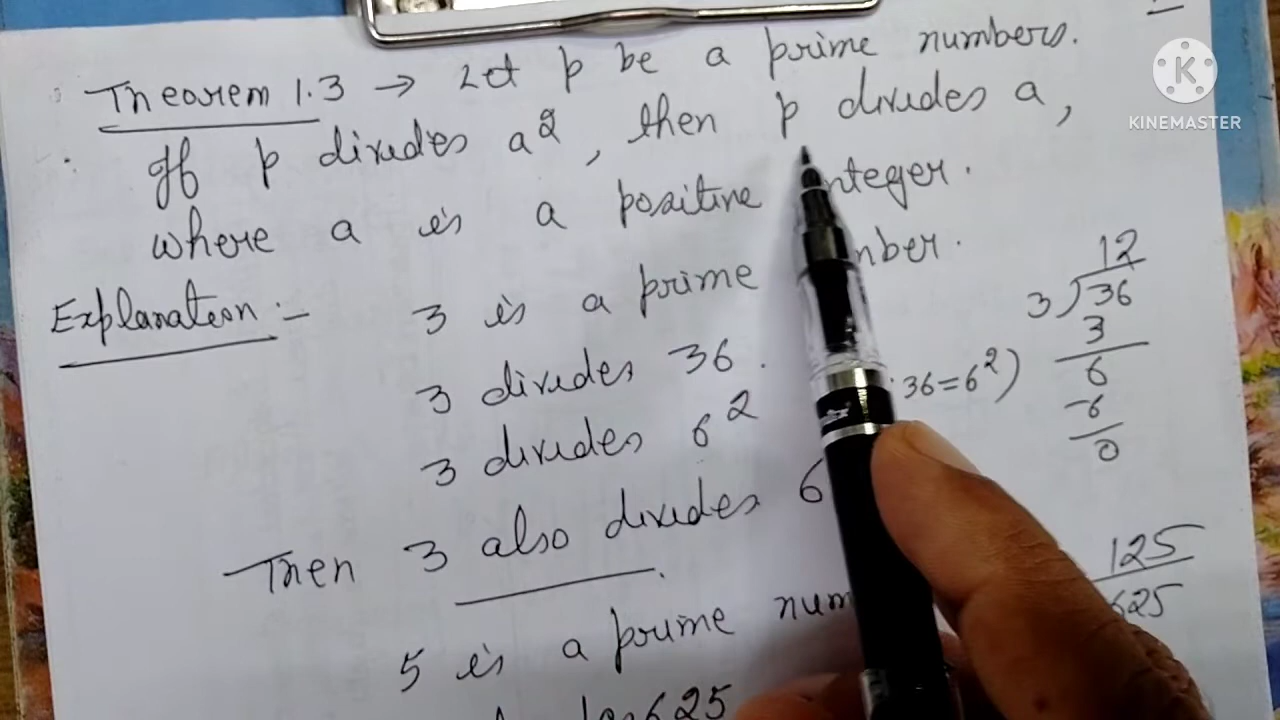 Theorem 1.3 → Let p be a prime numbers.
If p divides a², then p divides a,
where a is a positive integer.
Explanation :- 3 is a prime number.
3 divides 36.
3 divides 6² 36=6²)
Then 3 also divides 6
5 is a prime num
625
12
3)36
3
6
-6
0
125
625
K
KINEMASTER